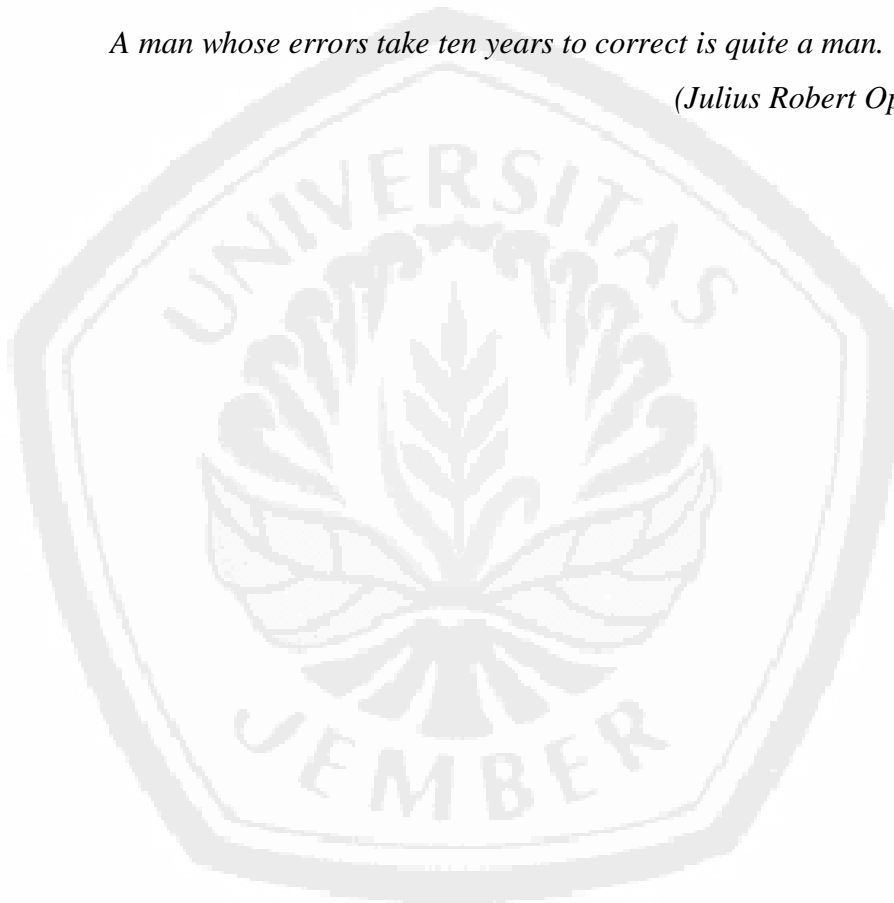 A man whose errors take ten years to correct is quite a man.
(Julius Robert Op
UNIVERSITAS
JEMBER